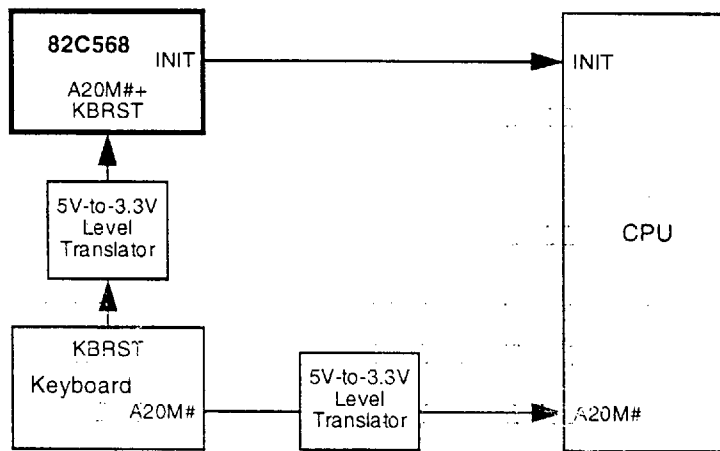 82C568
INIT
A20M#+
KBRST
INIT
5V-to-3.3V
Level
Translator
CPU
KBRST
Keyboard
A20M#
5V-to-3.3V
Level
Translator
A20M#